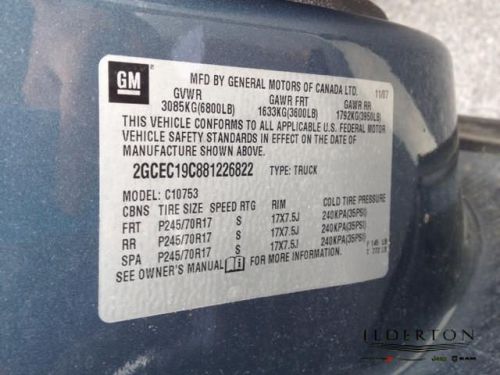 GM
MFD BY GENERAL MOTORS OF CANADA LTD. 11/07
GVWR GAWR FRT GAWR RR
3085KG(6800LB) 1633KG(3600LB) 1792KG(3950LB)
THIS VEHICLE CONFORMS TO ALL APPLICABLE U.S. FEDERAL MOTOR
VEHICLE SAFETY STANDARDS IN EFFECT ON THE DATE OF
MANUFACTURE SHOWN ABOVE.
2GCEC19C881226822 TYPE: TRUCK
MODEL: C10753
CBNS TIRE SIZE SPEED RTG RIM COLD TIRE PRESSURE
FRT P245/70R17 S 17X7.5J 240KPA(35PSI)
RR P245/70R17 S 17X7.5J 240KPA(35PSI)
SPA P245/70R17 S 17X7.5J 240KPA(35PSI)
SEE OWNER'S MANUAL FOR MORE INFORMATION.
ILDERTON
Jeep RAM